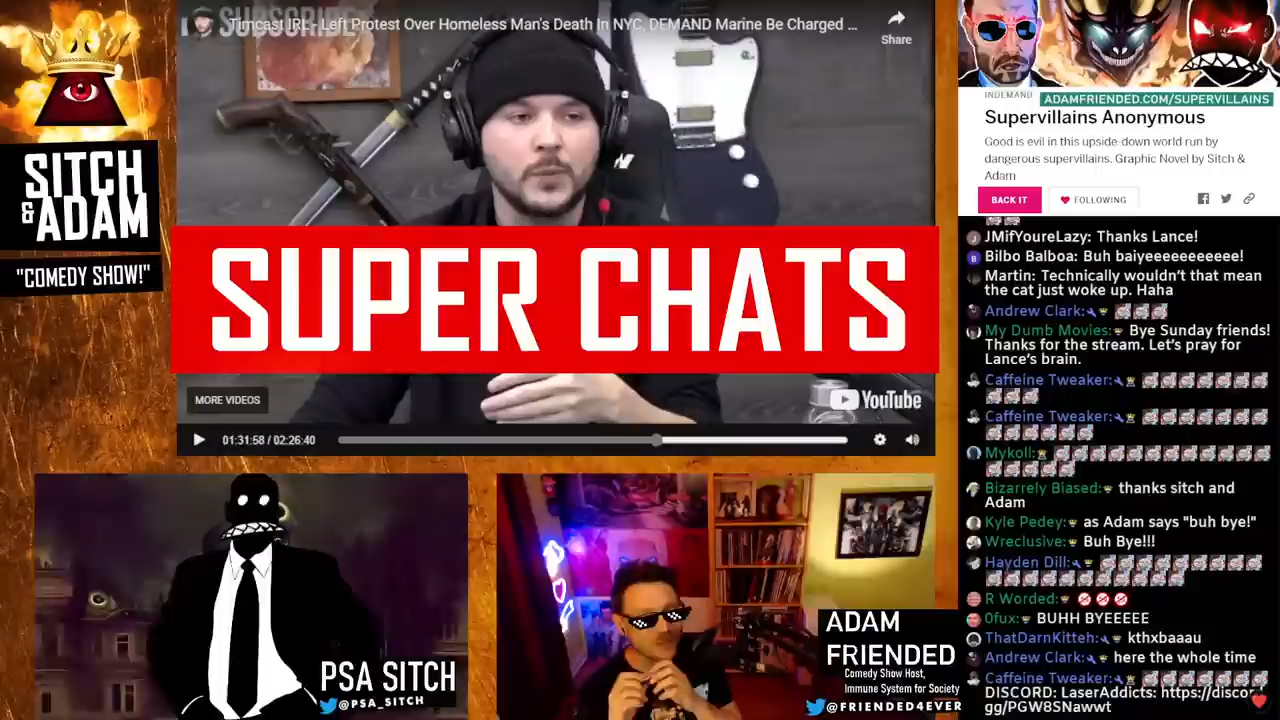 SUBSCRIBE
Timcast IRL - Left Protest Over Homeless Man's Death In NYC, DEMAND Marine Be Charged ...
Share
SITCH
& ADAM
"COMEDY SHOW!"
SUPER CHATS
MORE VIDEOS
YouTube
01:31:58 / 02:26:40
PSA SITCH
@PSA_SITCH
ADAM
FRIENDED
Comedy Show Host,
Immune System for Society
@FRIENDED4EVER
INDEMAND
ADAMFRIENDED.COM/SUPERVILLAINS
Supervillains Anonymous
Good is evil in this upside-down world run by
dangerous supervillains. Graphic Novel by Sitch &
Adam
BACK IT
FOLLOWING
JMifYoureLazy: Thanks Lance!
Bilbo Balboa: Buh baiyeeeeeeeeeee!
Martin: Technically wouldn't that mean
the cat just woke up. Haha
Andrew Clark:
My Dumb Movies: Bye Sunday friends!
Thanks for the stream. Let's pray for
Lance's brain.
Caffeine Tweaker:
Caffeine Tweaker:
Mykoll:
Bizarrely Biased: thanks sitch and
Adam
Kyle Pedey: as Adam says "buh bye!"
Wreclusive: Buh Bye!!!
Hayden Dill:
R Worded:
0fux: BUHH BYEEEEE
ThatDarnKitteh: kthxbaaau
Andrew Clark: here the whole time
Caffeine Tweaker:
DISCORD: LaserAddicts: https://discor
gg/PGW8SNawwt